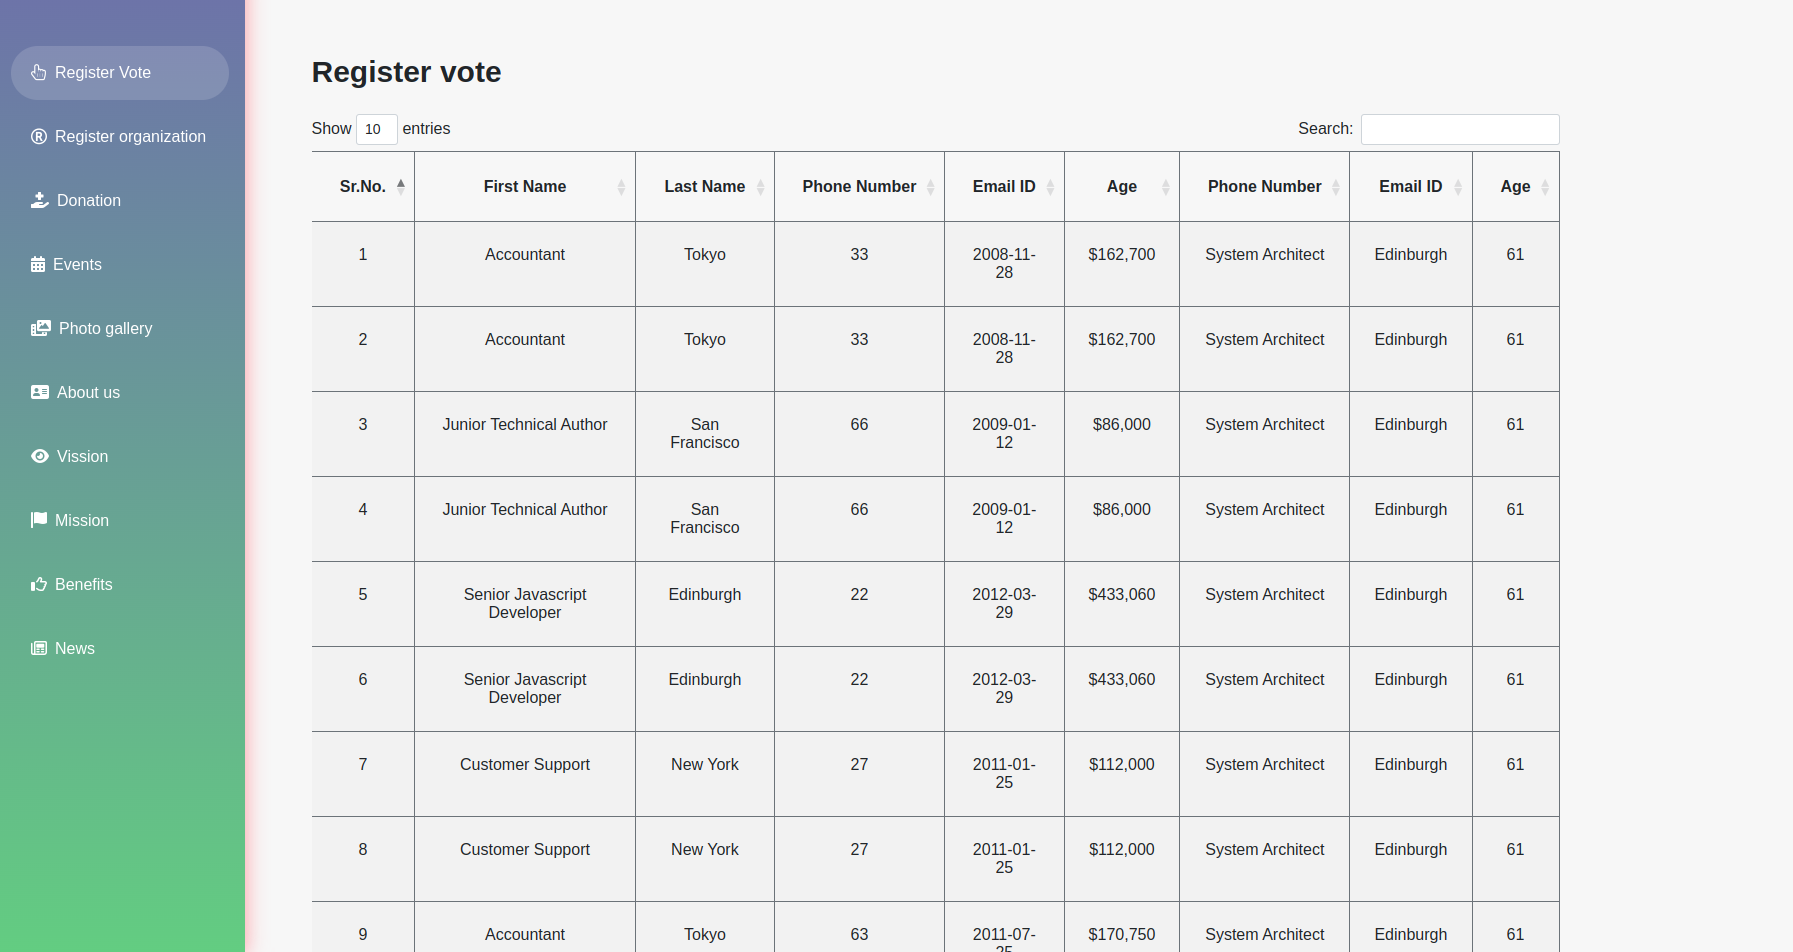 Register Vote
Register organization
Donation
Events
Photo gallery
About us
Vission
Mission
Benefits
News
Register vote
Show 10 entries
Search:
Sr.No. First Name Last Name Phone Number Email ID Age Phone Number Email ID Age
1 Accountant Tokyo 33 2008-11- $162,700 System Architect Edinburgh 61
28
2 Accountant Tokyo 33 2008-11- $162,700 System Architect Edinburgh 61
28
3 Junior Technical Author San 66 2009-01- $86,000 System Architect Edinburgh 61
Francisco 12
4 Junior Technical Author San 66 2009-01- $86,000 System Architect Edinburgh 61
Francisco 12
5 Senior Javascript Edinburgh 22 2012-03- $433,060 System Architect Edinburgh 61
Developer 29
6 Senior Javascript Edinburgh 22 2012-03- $433,060 System Architect Edinburgh 61
Developer 29
7 Customer Support New York 27 2011-01- $112,000 System Architect Edinburgh 61
25
8 Customer Support New York 27 2011-01- $112,000 System Architect Edinburgh 61
25
9 Accountant Tokyo 63 2011-07- $170,750 System Architect Edinburgh 61
25